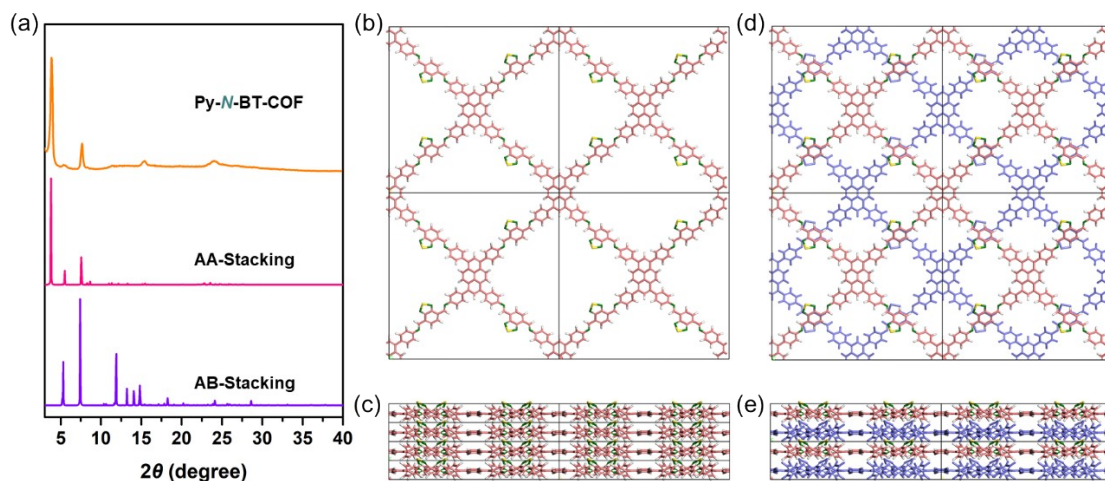 (a)
Py-N-BT-COF
AA-Stacking
AB-Stacking
5 10 15 20 25 30 35 40
2θ (degree)
(b)
(c)
(d)
(e)